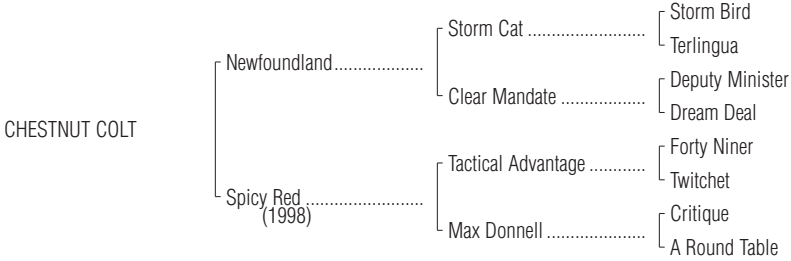 Storm Bird
Storm Cat ..........................
Terlingua
Newfoundland....................
Deputy Minister
Clear Mandate ...................
Dream Deal
CHESTNUT COLT
Forty Niner
Tactical Advantage ............
Twitchet
Spicy Red ..........................
(1998)
Critique
Max Donnell ......................
A Round Table